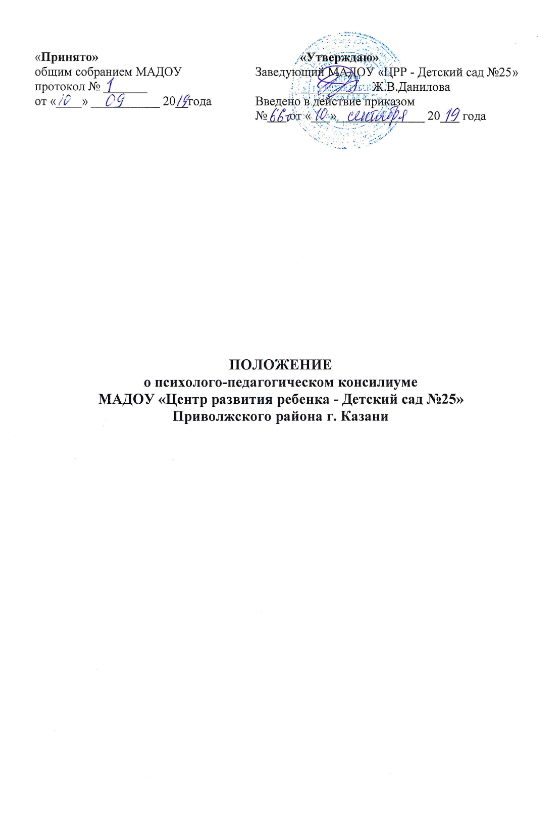 «Принято»
общим собранием МАДОУ
протокол № 1
от «10» 09 2019года
«Утверждаю»
Заведующий МАДОУ «ЦРР - Детский сад №25»
Ж.В.Данилова
Введено в действие приказом
№ от «10» сентября 2019 года
ПОЛОЖЕНИЕ
о психолого-педагогическом консилиуме
МАДОУ «Центр развития ребенка - Детский сад №25»
Приволжского района г. Казани